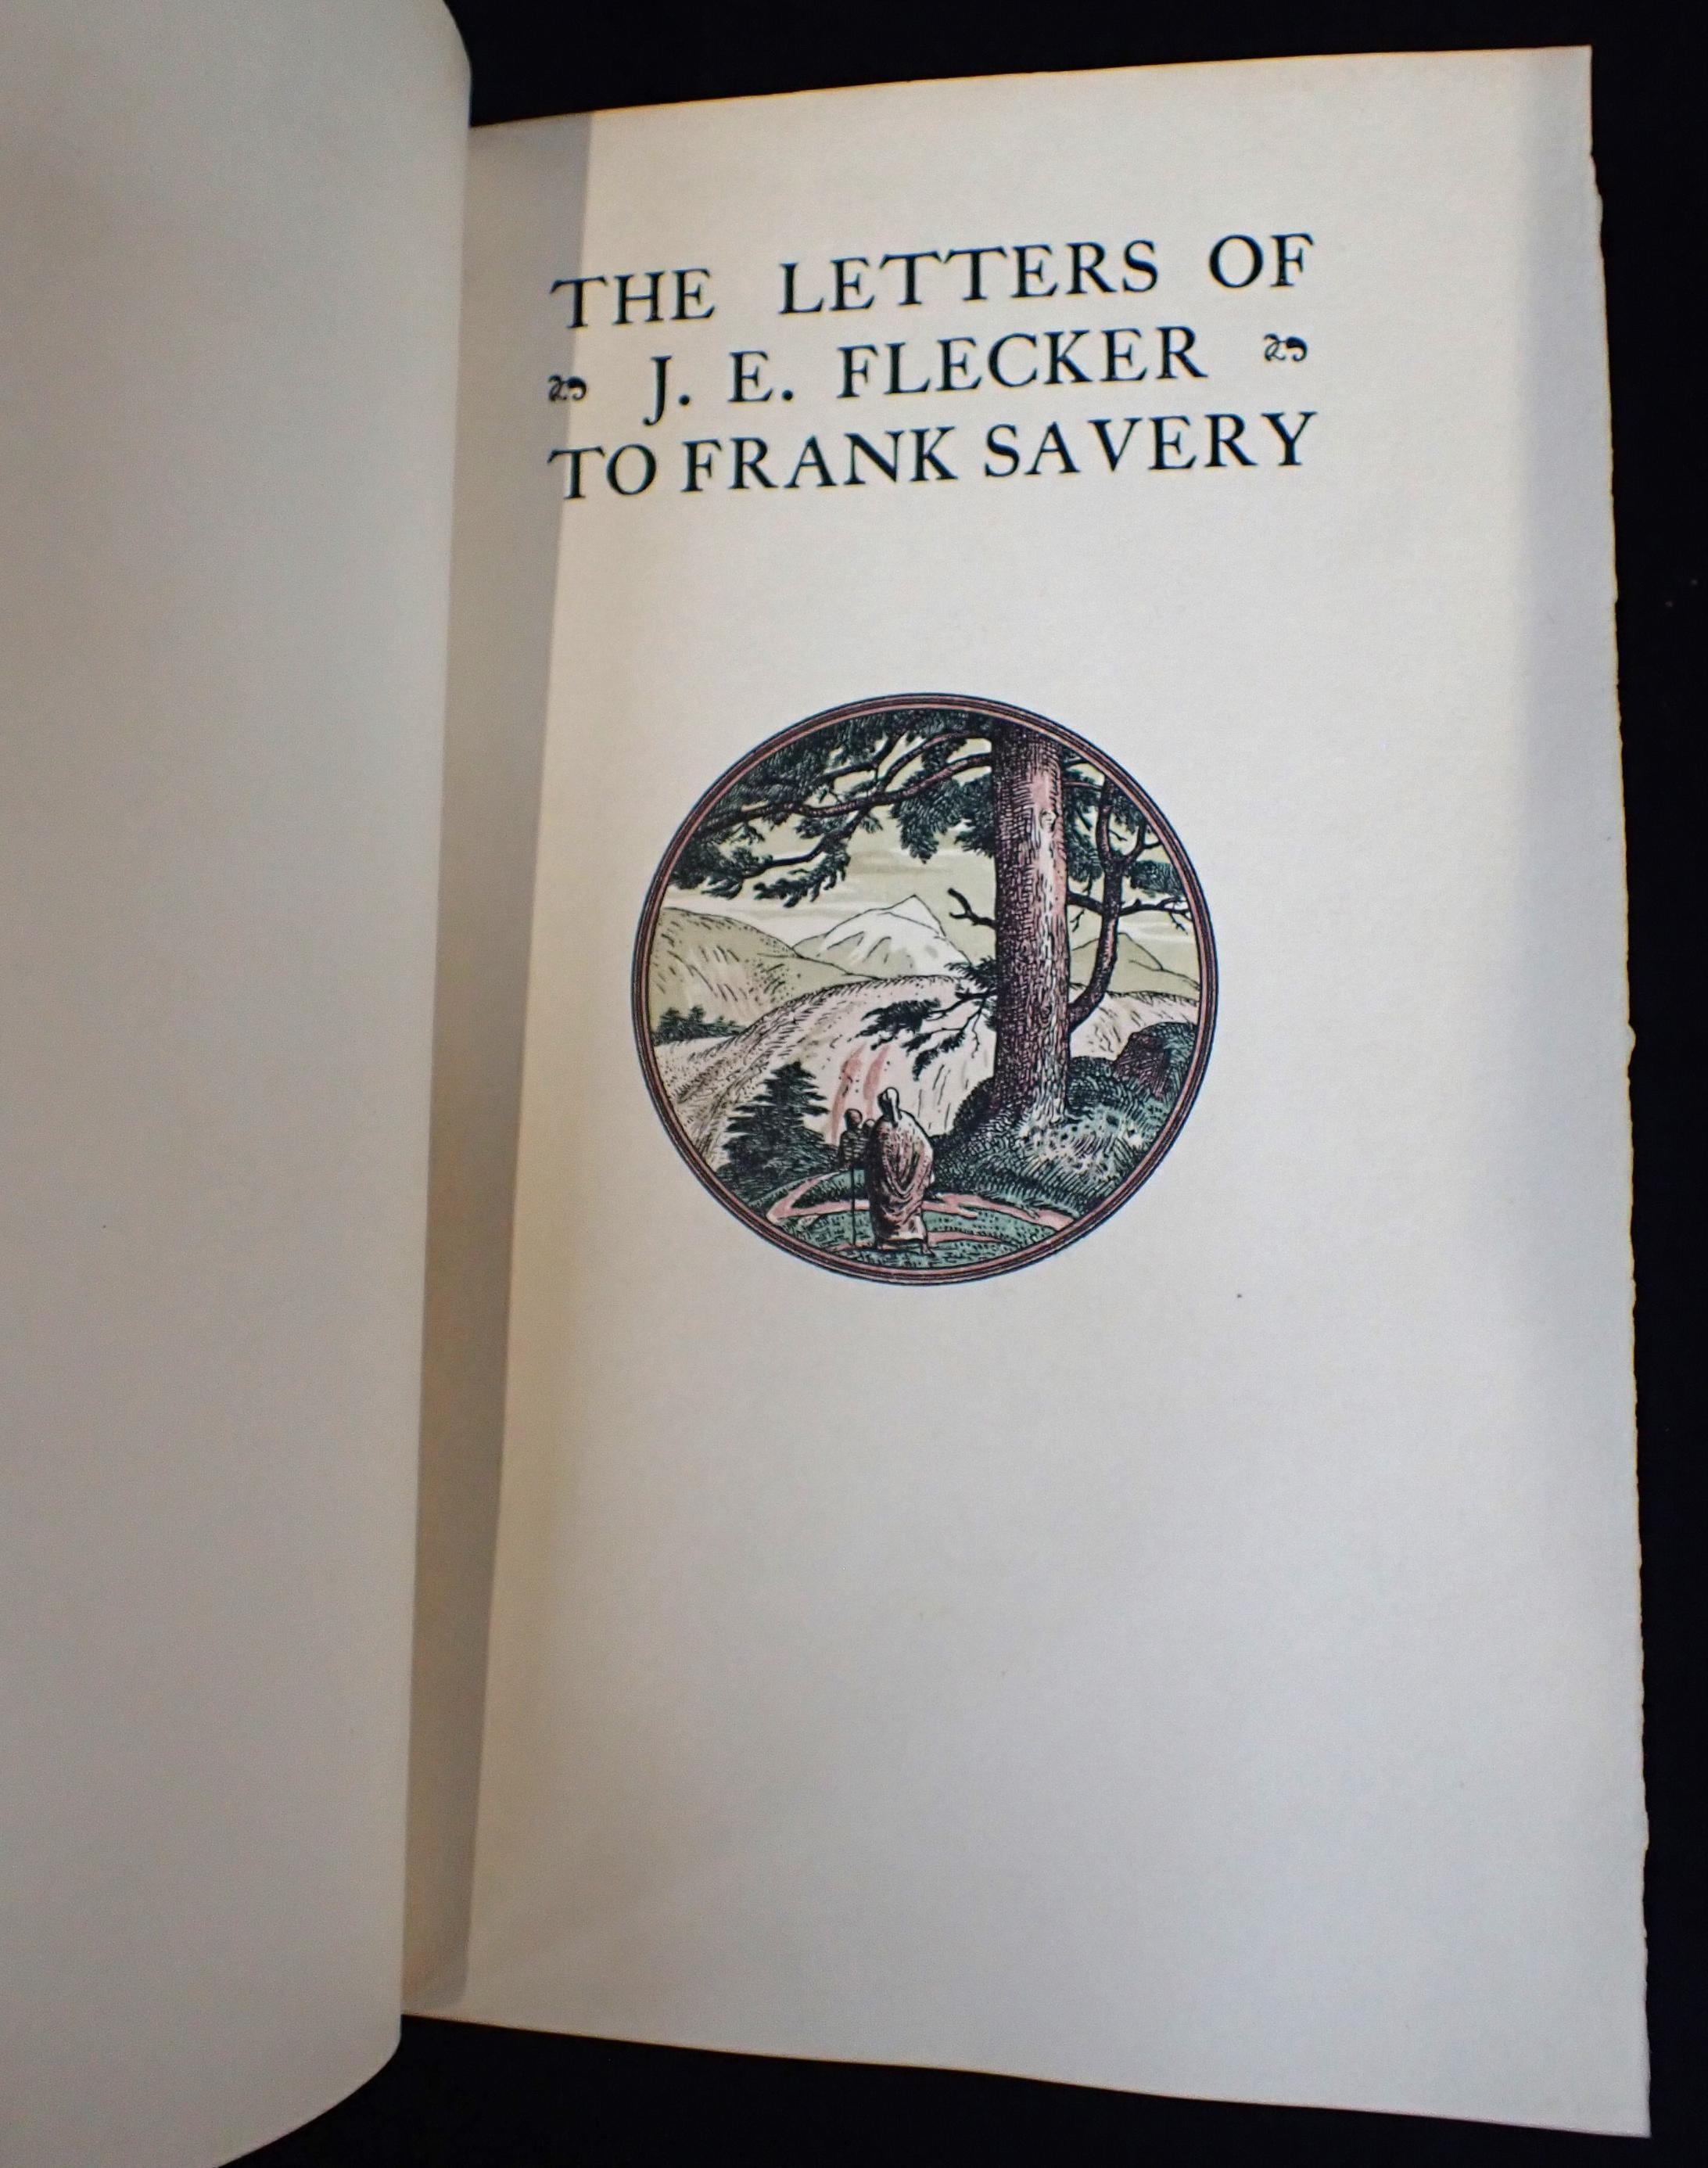 THE LETTERS OF
J. E. FLECKER
TO FRANK SAVERY